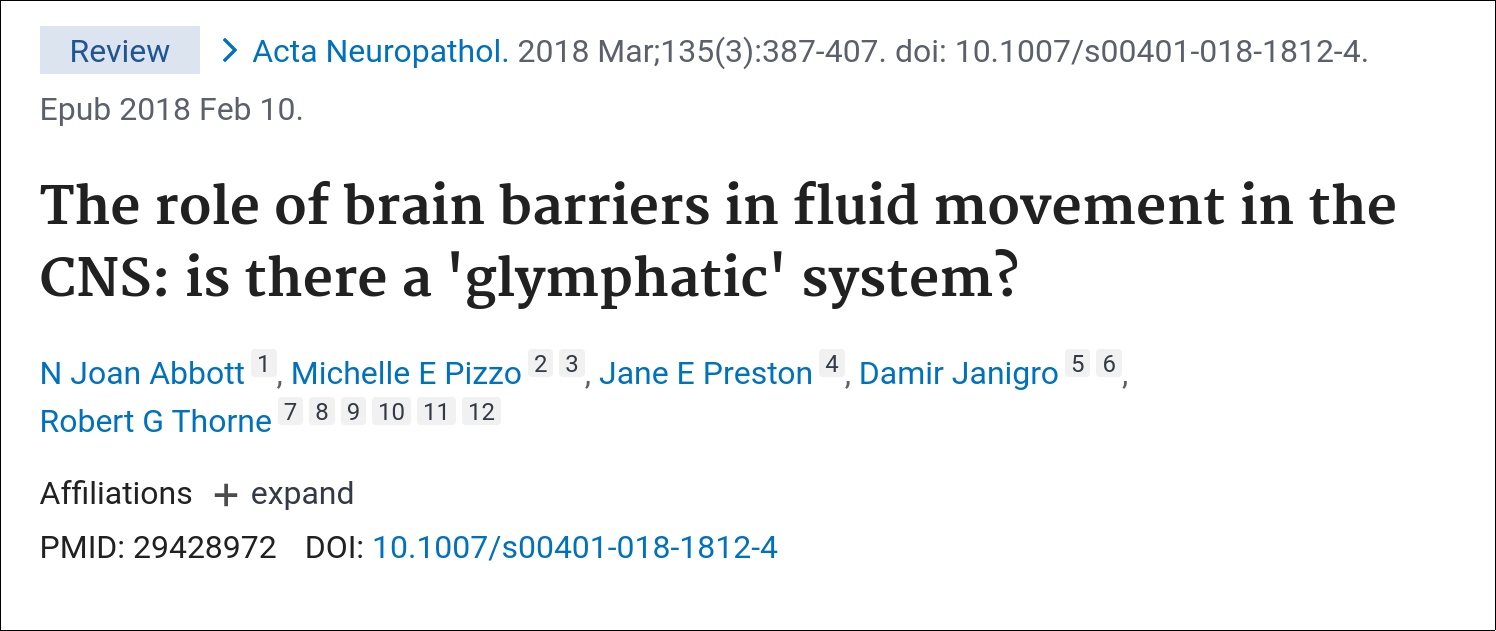 Review > Acta Neuropathol. 2018 Mar;135(3):387-407. doi: 10.1007/s00401-018-1812-4.
Epub 2018 Feb 10.
The role of brain barriers in fluid movement in the
CNS: is there a 'glymphatic' system?
N Joan Abbott 1, Michelle E Pizzo 2 3, Jane E Preston 4, Damir Janigro 5 6,
Robert G Thorne 7 8 9 10 11 12
Affiliations + expand
PMID: 29428972 DOI: 10.1007/s00401-018-1812-4